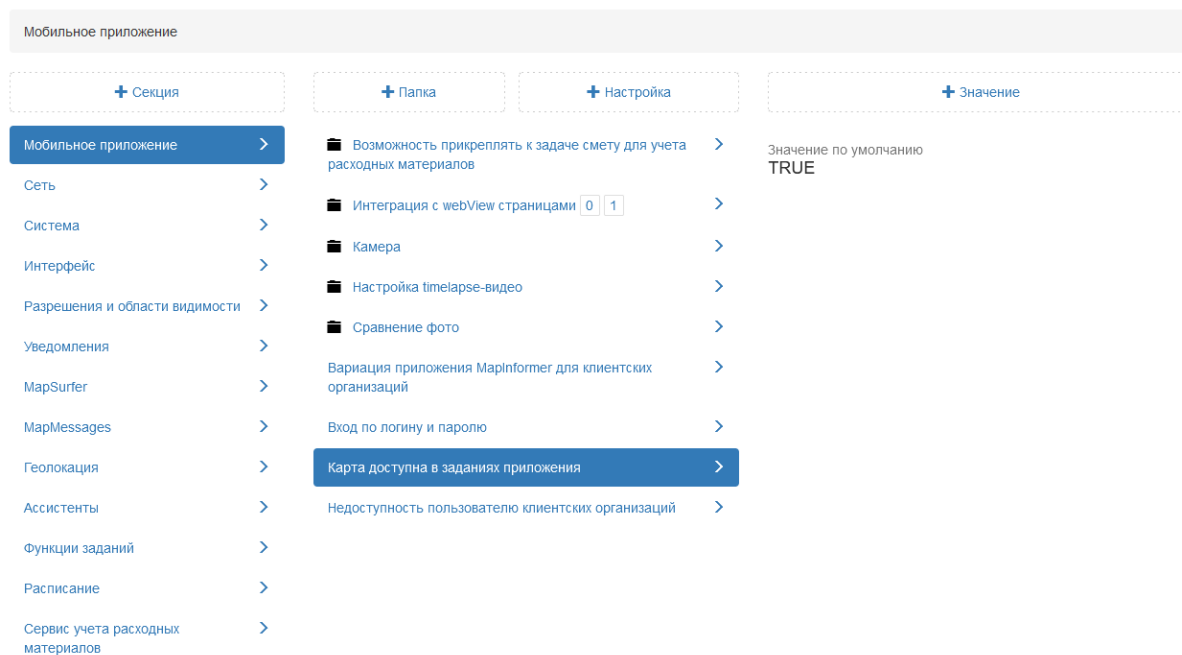 Мобильное приложение
Секция
Папка
Настройка
Значение
Мобильное приложение
Сеть
Система
Интерфейс
Разрешения и области видимости
Уведомления
MapSurfer
MapMessages
Геолокация
Ассистенты
Функции заданий
Расписание
Сервис учета расходных
материалов
Возможность прикреплять к задаче смету для учета
расходных материалов
Интеграция с webView страницами 0 1
Камера
Настройка timelapse-видео
Сравнение фото
Вариация приложения MapInformer для клиентских
организаций
Вход по логину и паролю
Карта доступна в заданиях приложения
Недоступность пользователю клиентских организаций
Значение по умолчанию
TRUE